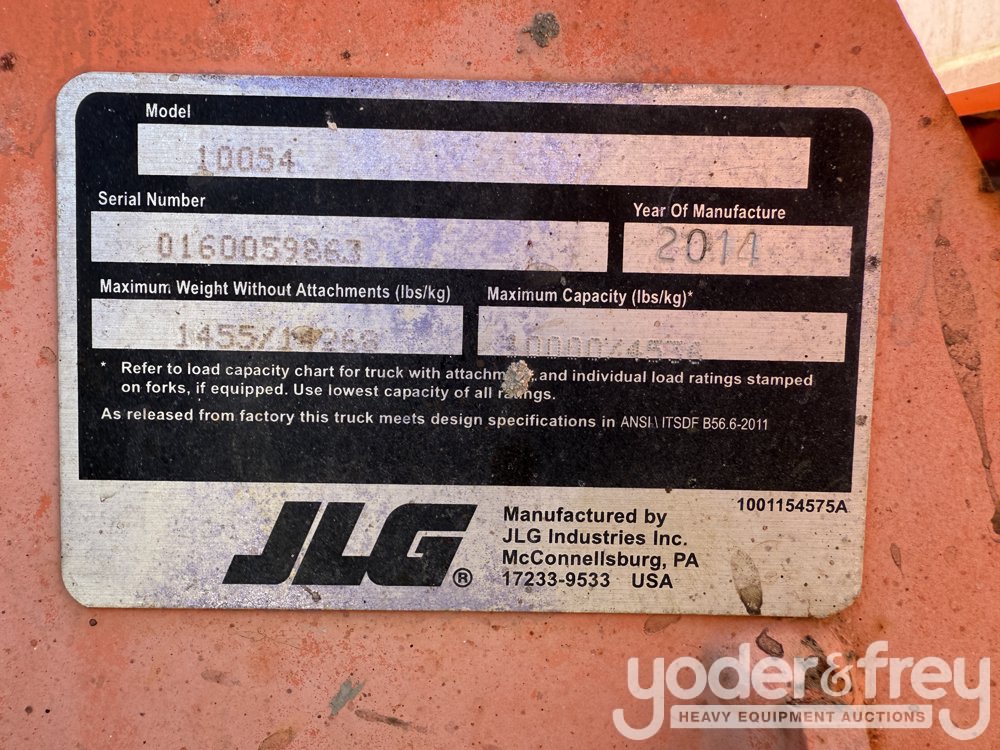 Model
10054
Serial Number
0160059863
Year Of Manufacture
2014
Maximum Weight Without Attachments (lbs/kg)
Maximum Capacity (lbs/kg)*
10000/4536
* Refer to load capacity chart for truck with and individual load ratings stamped
on forks, if equipped. Use lowest capacity of all
As released from factory this truck meets design specifications in ANSI \ ITSDF B56.6-2011
JLG®
Manufactured by
JLG Industries Inc.
McConnellsburg, PA
17233-9533 USA
1001154575A
yoder&frey
HEAVY EQUIPMENT AUCTIONS